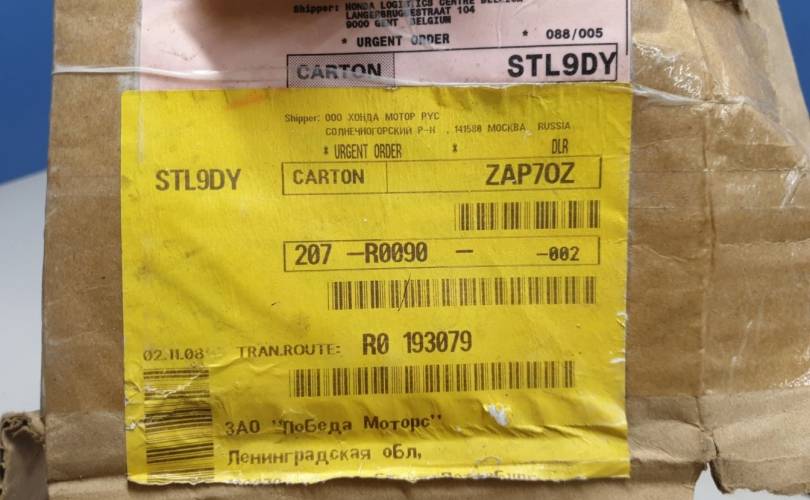 Shipper: HONDA LOGISTICS CENTRE BELGIUM
LANGERBRUGGESTRAAT 104
9000 GENT BELGIUM
* URGENT ORDER * 088/005
CARTON STL9DY
Shipper: ООО ХОНДА МОТОР РУС
СОЛНЕЧНОГОРСКИЙ Р-Н , 141580 МОСКВА, RUSSIA
* URGENT ORDER * DLR
STL9DY CARTON ZAP7OZ
207 -R0090 - -002
02.11.08 TRAN.ROUTE: R0 193079
ЗАО "Победа Моторс"
Ленинградская обл,